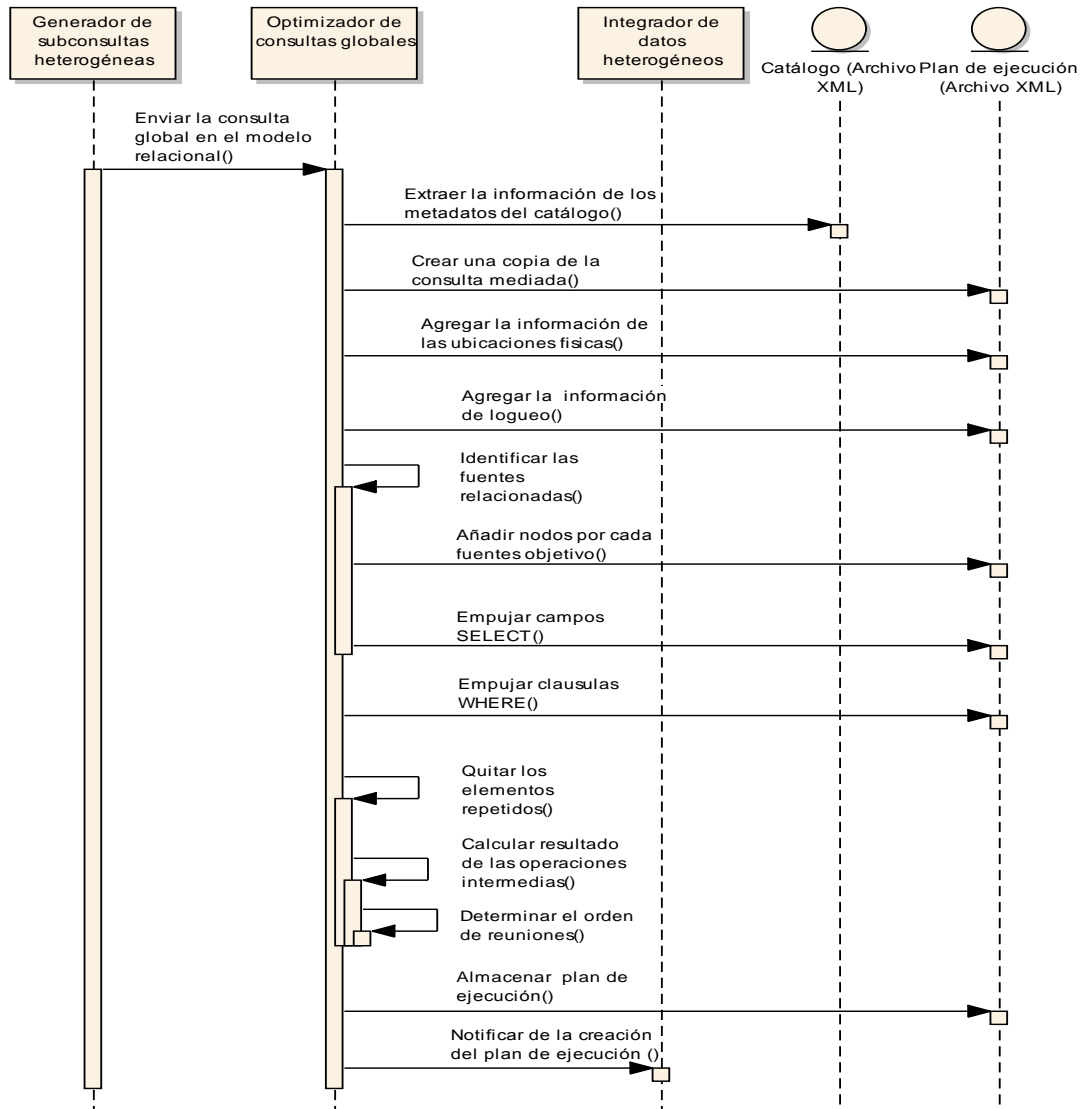 Generador de
subconsultas
heterogéneas
Optimizador de
consultas globales
Integrador de
datos
heterogéneos
Catálogo (Archivo
XML)
Plan de ejecución
(Archivo XML)
Enviar la consulta
global en el modelo
relacional()
Extraer la información de los
metadatos del catálogo()
Crear una copia de la
consulta mediada()
Agregar la información de
las ubicaciones fisicas()
Agregar la información
de logueo()
Identificar las
fuentes
relacionadas()
Añadir nodos por cada
fuentes objetivo()
Empujar campos
SELECT()
Empujar clausulas
WHERE()
Quitar los
elementos
repetidos()
Calcular resultado
de las operaciones
intermedias()
Determinar el orden
de reuniones()
Almacenar plan de
ejecución()
Notificar de la creación
del plan de ejecución ()